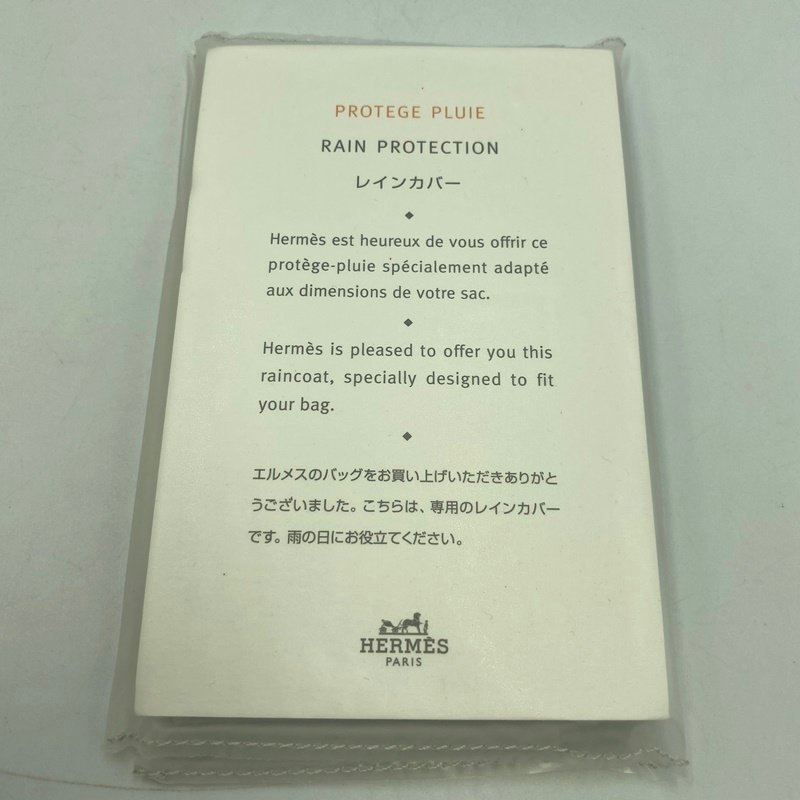 PROTEGE PLUIE
RAIN PROTECTION
レインカバー
Hermès est heureux de vous offrir ce
protège-pluie spécialement adapté
aux dimensions de votre sac.
Hermès is pleased to offer you this
raincoat, specially designed to fit
your bag.
エルメスのバッグをお買い上げいただきありがと
うございました。こちらは、専用のレインカバー
です。雨の日にお役立てください。
HERMÈS
PARIS